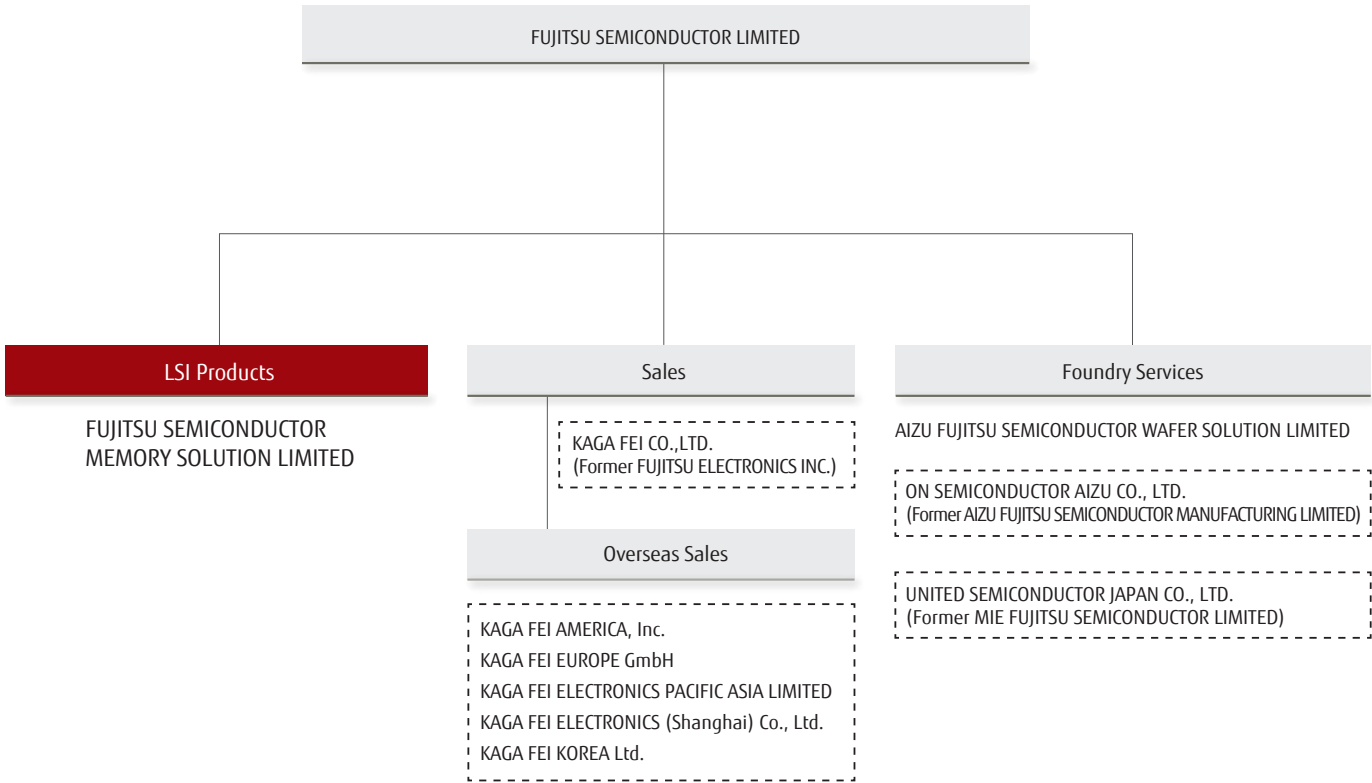 FUJITSU SEMICONDUCTOR LIMITED
LSI Products
FUJITSU SEMICONDUCTOR
MEMORY SOLUTION LIMITED
Sales
KAGA FEI CO.,LTD.
(Former FUJITSU ELECTRONICS INC.)
Overseas Sales
KAGA FEI AMERICA, Inc.
KAGA FEI EUROPE GmbH
KAGA FEI ELECTRONICS PACIFIC ASIA LIMITED
KAGA FEI ELECTRONICS (Shanghai) Co., Ltd.
KAGA FEI KOREA Ltd.
Foundry Services
AIZU FUJITSU SEMICONDUCTOR WAFER SOLUTION LIMITED
ON SEMICONDUCTOR AIZU CO., LTD.
(Former AIZU FUJITSU SEMICONDUCTOR MANUFACTURING LIMITED)
UNITED SEMICONDUCTOR JAPAN CO., LTD.
(Former MIE FUJITSU SEMICONDUCTOR LIMITED)